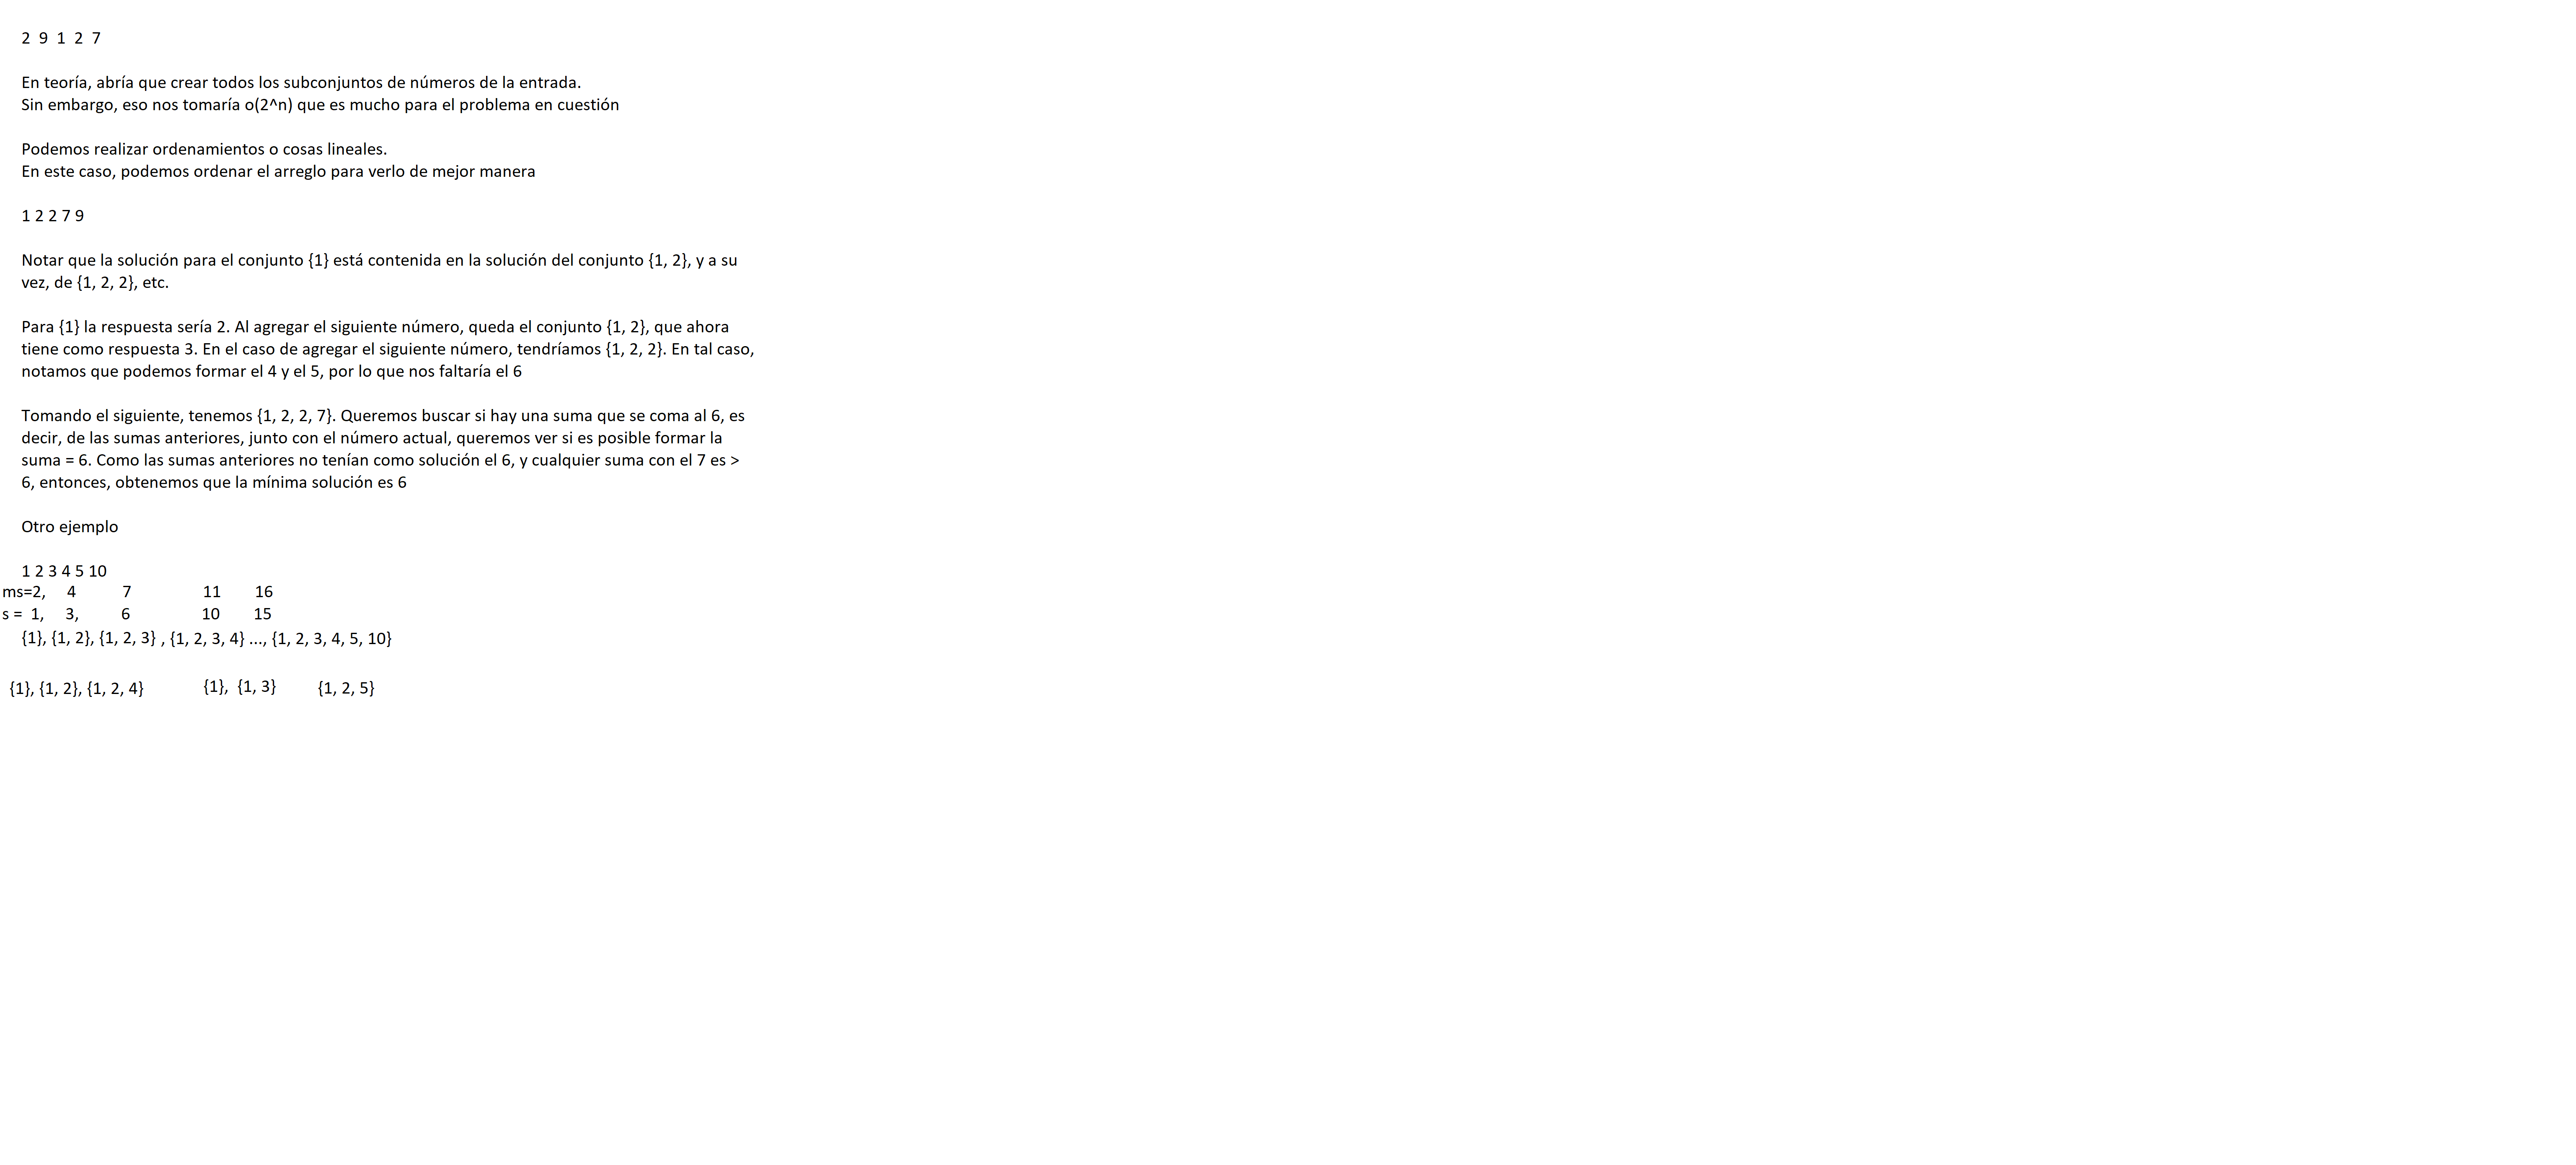 2 9 1 2 7
En teoría, abría que crear todos los subconjuntos de números de la entrada.
Sin embargo, eso nos tomaría o(2^n) que es mucho para el problema en cuestión
Podemos realizar ordenamientos o cosas lineales.
En este caso, podemos ordenar el arreglo para verlo de mejor manera
1 2 2 7 9
Notar que la solución para el conjunto {1} está contenida en la solución del conjunto {1, 2}, y a su
vez, de {1, 2, 2}, etc.
Para {1} la respuesta sería 2. Al agregar el siguiente número, queda el conjunto {1, 2}, que ahora
tiene como respuesta 3. En el caso de agregar el siguiente número, tendríamos {1, 2, 2}. En tal caso,
notamos que podemos formar el 4 y el 5, por lo que nos faltaría el 6
Tomando el siguiente, tenemos {1, 2, 2, 7}. Queremos buscar si hay una suma que se coma al 6, es
decir, de las sumas anteriores, junto con el número actual, queremos ver si es posible formar la
suma = 6. Como las sumas anteriores no tenían como solución el 6, y cualquier suma con el 7 es >
6, entonces, obtenemos que la mínima solución es 6
Otro ejemplo
1 2 3 4 5 10
ms=2, 4 7 11 16
s = 1, 3, 6 10 15
{1}, {1, 2}, {1, 2, 3} , {1, 2, 3, 4} ..., {1, 2, 3, 4, 5, 10}
{1}, {1, 2}, {1, 2, 4} {1}, {1, 3} {1, 2, 5}